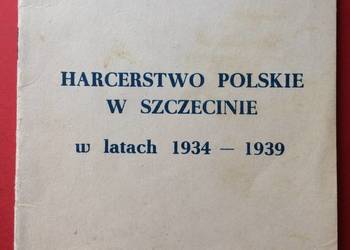 HARCERSTWO POLSKIE
W SZCZECINIE
w latach 1934 — 1939